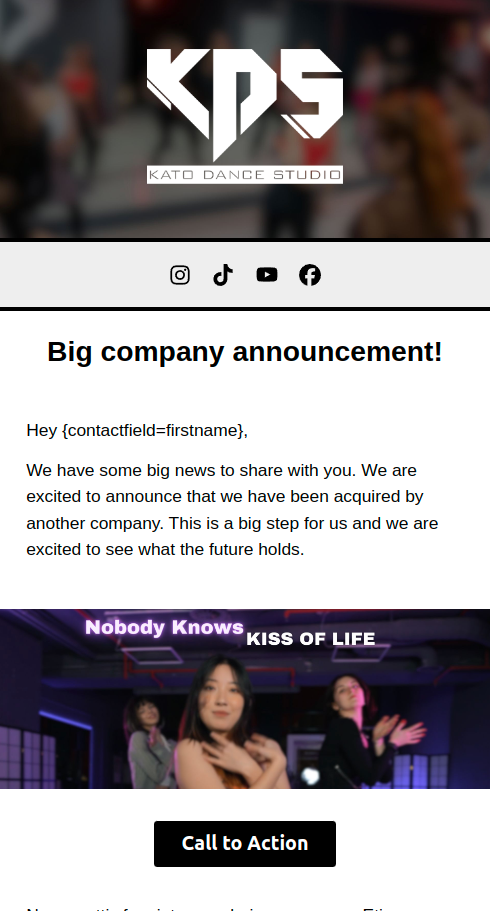 KDS
KATO DANCE STUDIO
Big company announcement!
Hey {contactfield=firstname},
We have some big news to share with you. We are
excited to announce that we have been acquired by
another company. This is a big step for us and we are
excited to see what the future holds.
Nobody Knows KISS OF LIFE
Call to Action